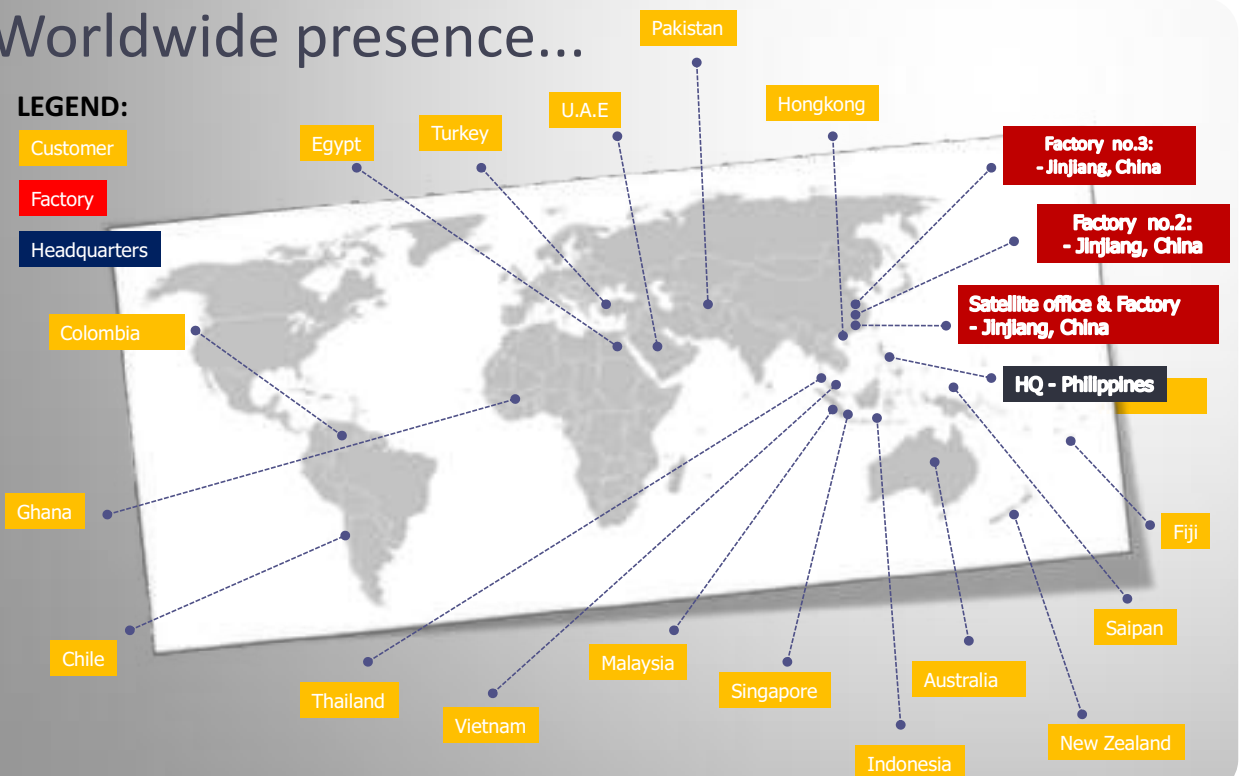 Worldwide presence...
LEGEND:
Customer
Factory
Headquarters
Pakistan
Hongkong
U.A.E
Turkey
Egypt
Factory no.3:
- Jinjiang, China
Factory no.2:
- Jinjiang, China
Satellite office & Factory
- Jinjiang, China
HQ - Philippines
Colombia
Ghana
Chile
Thailand
Vietnam
Malaysia
Singapore
Indonesia
Australia
New Zealand
Saipan
Fiji